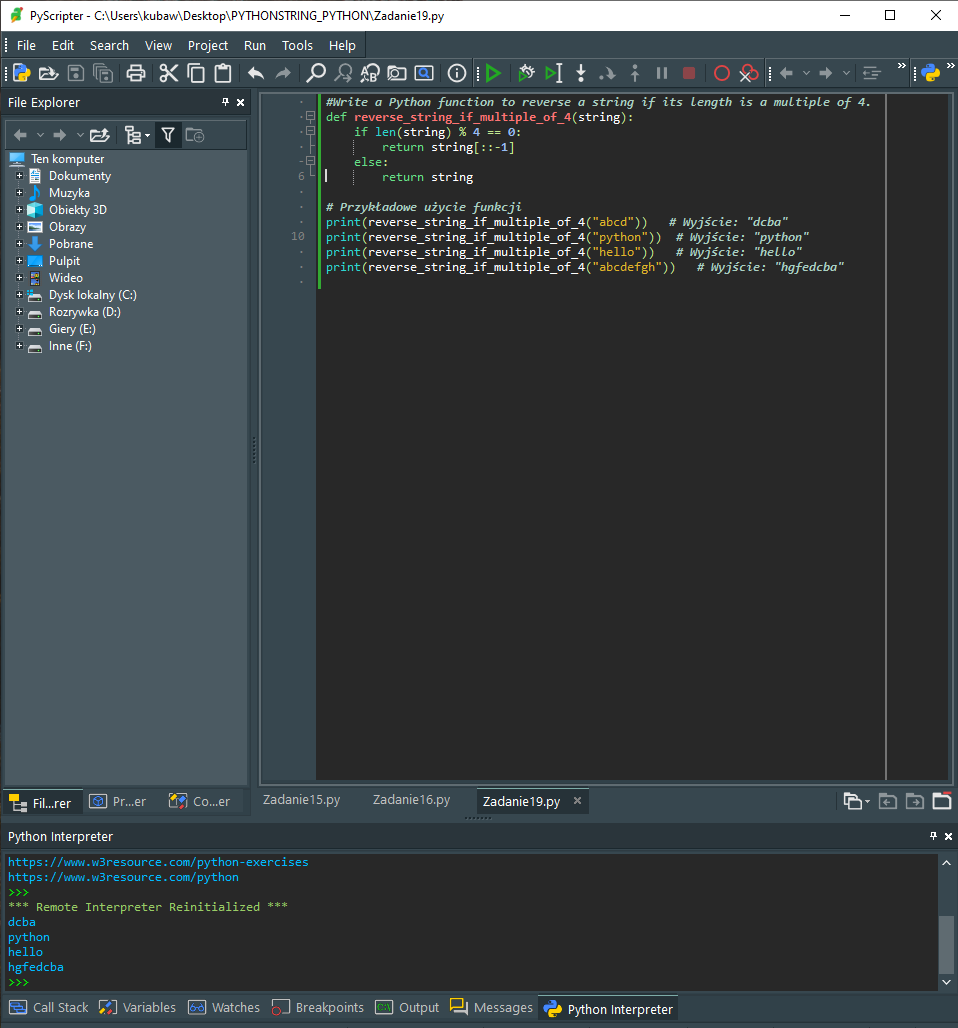 PyScripter - C:\Users\kubaw\Desktop\PYTHONSTRING_PYTHON\Zadanie19.py
File Edit Search View Project Run Tools Help
File Explorer
Ten komputer
Dokumenty
Muzyka
Obiekty 3D
Obrazy
Pobrane
Pulpit
Wideo
Dysk lokalny (C:)
Rozrywka (D:)
Giery (E:)
Inne (F:)
Fil...rer Pr...er Co...er
#Write a Python function to reverse a string if its length is a multiple of 4.
def reverse_string_if_multiple_of_4(string):
if len(string) % 4 == 0:
return string[::-1]
else:
6 return string
# Przykładowe użycie funkcji
print(reverse_string_if_multiple_of_4("abcd")) # Wyjście: "dcba"
10 print(reverse_string_if_multiple_of_4("python")) # Wyjście: "python"
print(reverse_string_if_multiple_of_4("hello")) # Wyjście: "hello"
print(reverse_string_if_multiple_of_4("abcdefgh")) # Wyjście: "hgfedcba"
Zadanie15.py Zadanie16.py Zadanie19.py
Python Interpreter
https://www.w3resource.com/python-exercises
https://www.w3resource.com/python
>>>
*** Remote Interpreter Reinitialized ***
dcba
python
hello
hgfedcba
>>>
Call Stack Variables Watches Breakpoints Output Messages Python Interpreter